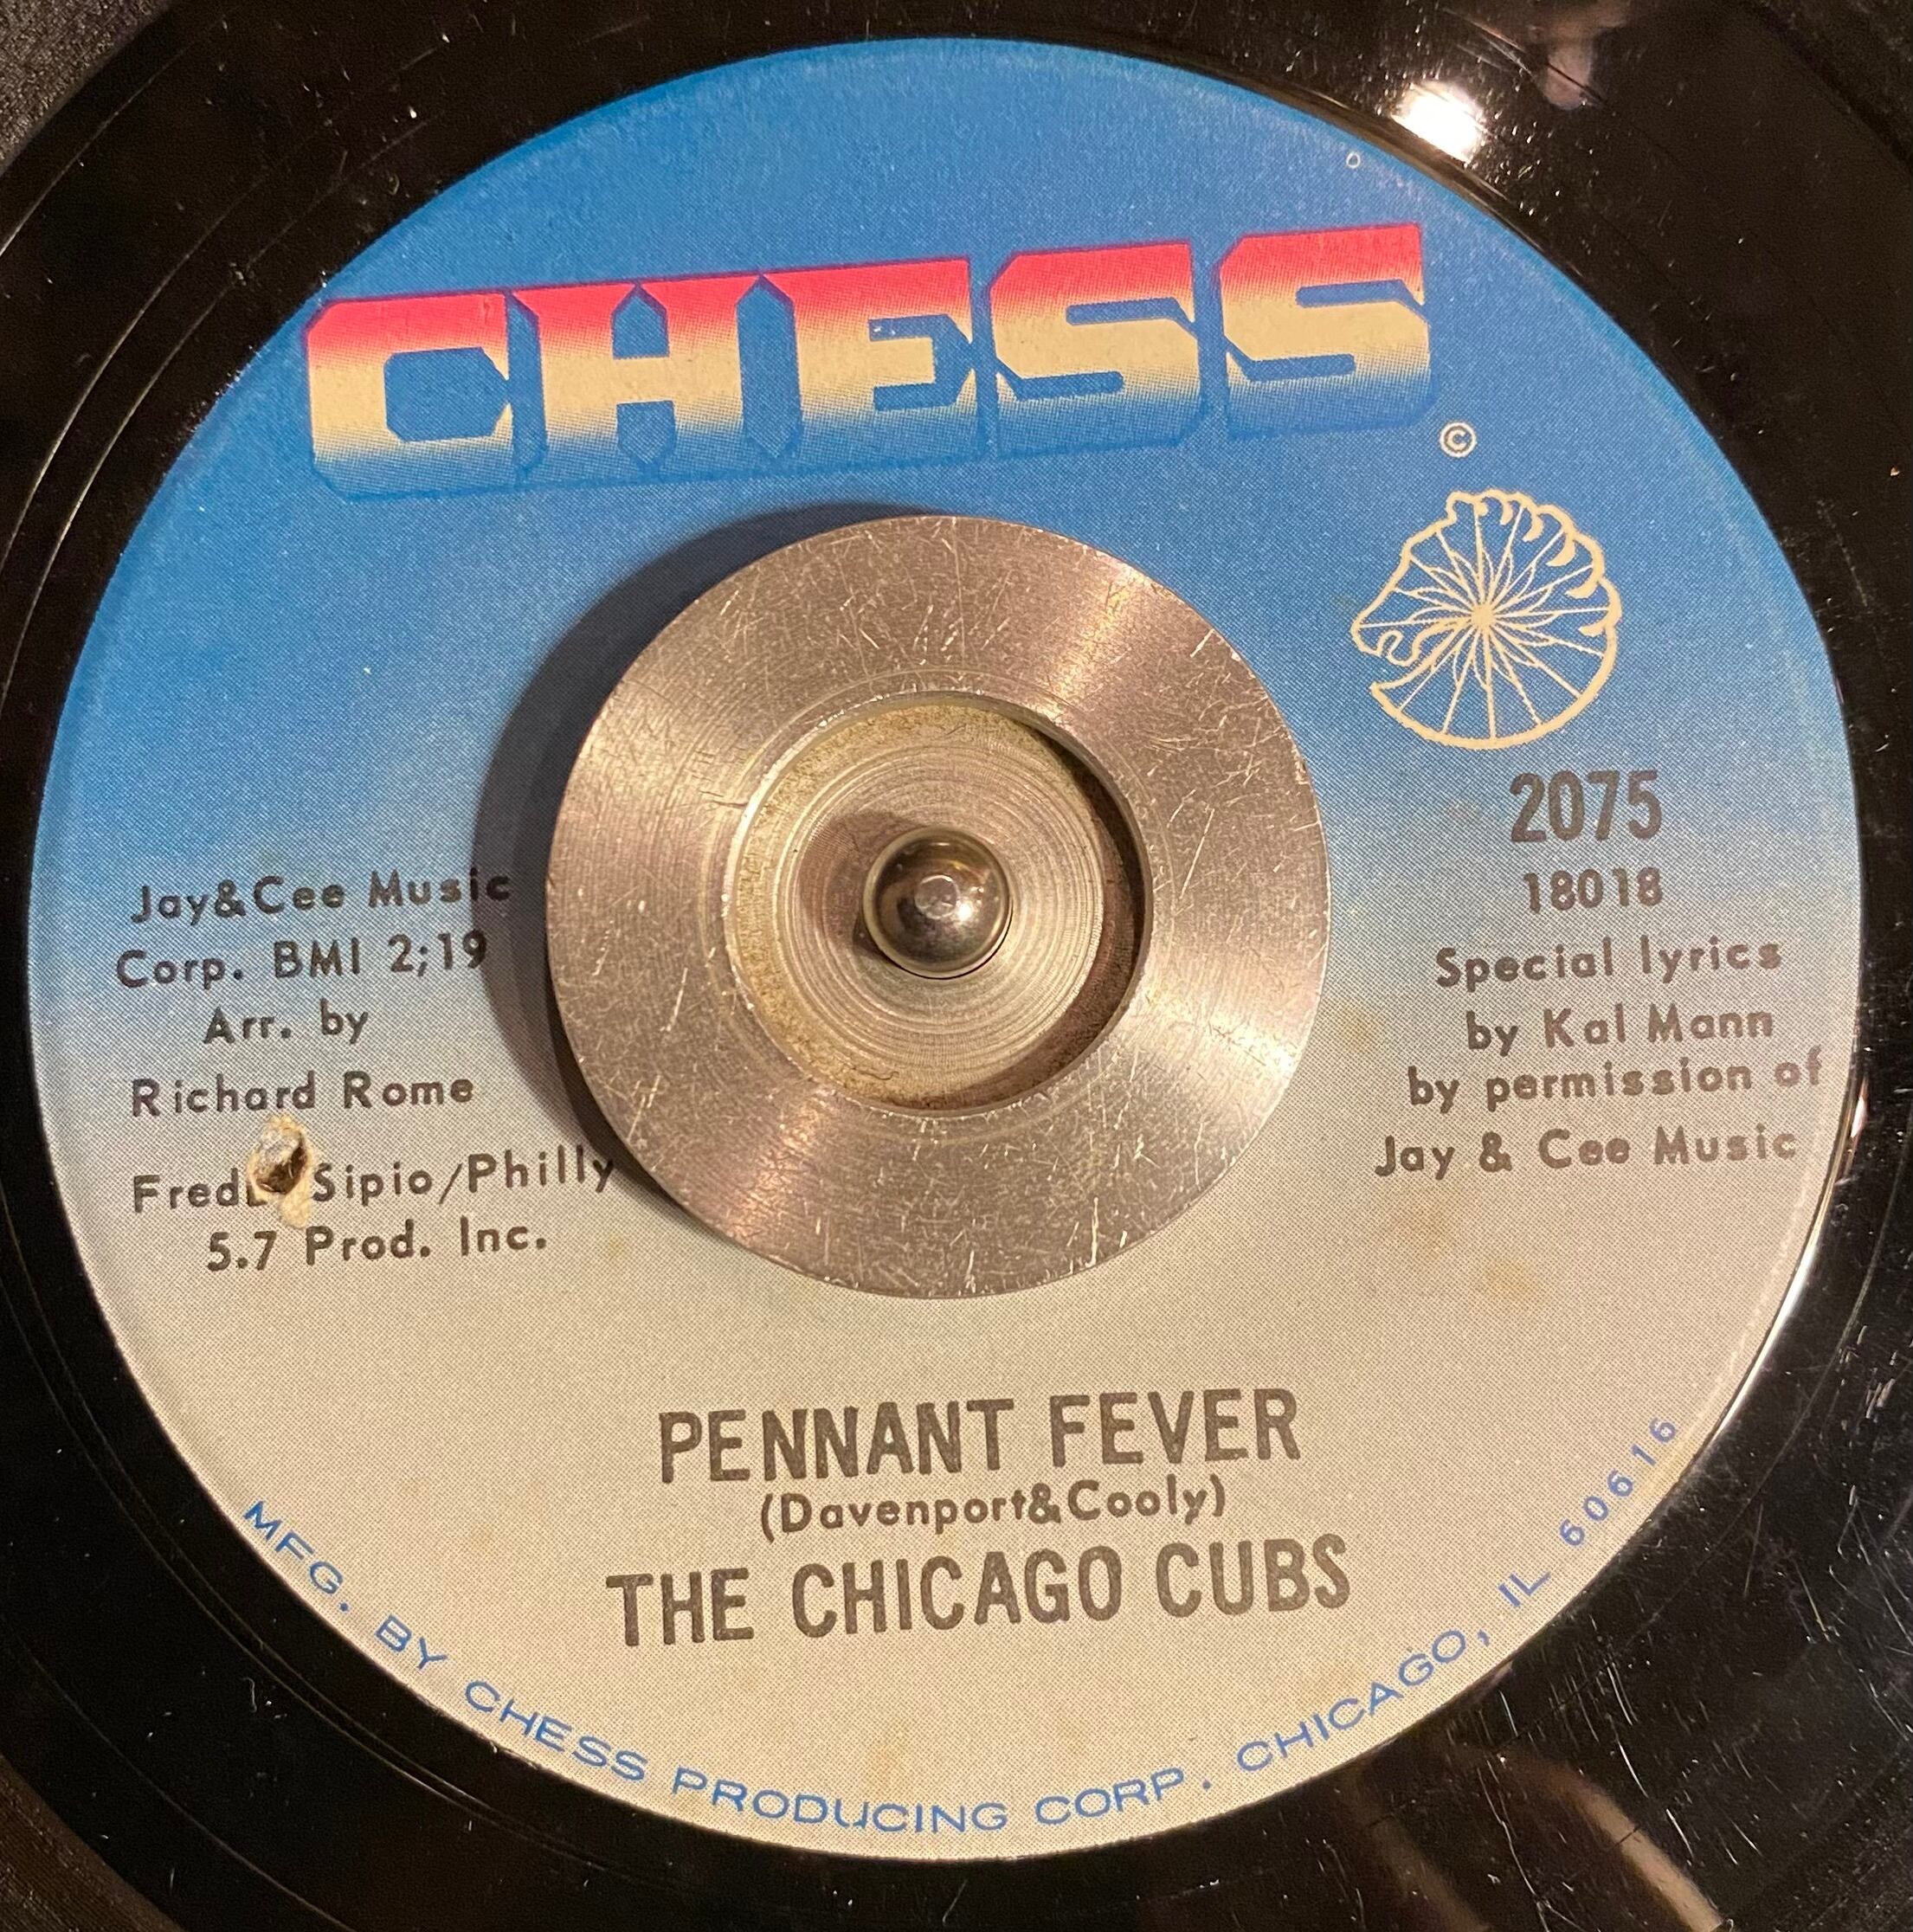 CHESS
©
2075
18018
Special lyrics
by Kal Mann
by permission of
Jay & Cee Music
Jay&Cee Music
Corp. BMI 2;19
Arr. by
Richard Rome
Sipio/Philly
5.7 Prod. Inc.
PENNANT FEVER
(Davenport&Cooly)
THE CHICAGO CUBS
MFG. BY CHESS PRODUCING CORP. CHICAGO, IL 60616